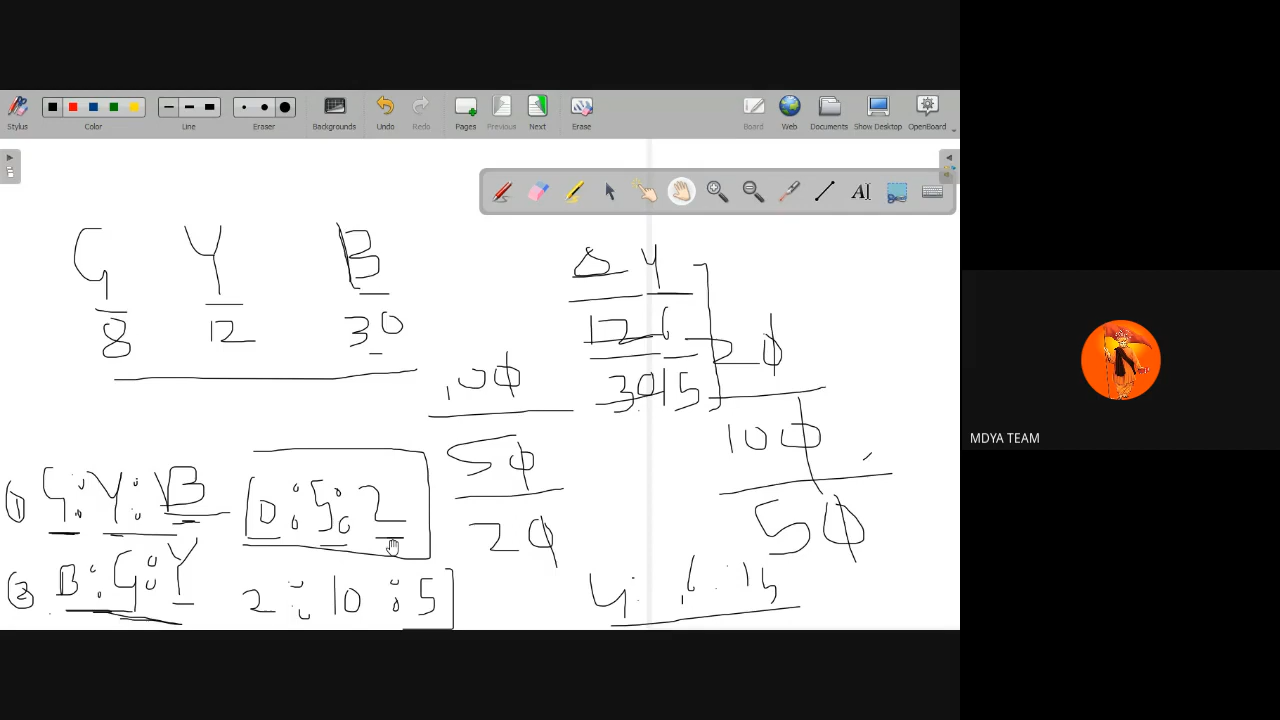 Stylus Color Line Eraser Backgrounds Undo Redo Pages Previous Next Erase Board Web Documents Show Desktop OpenBoard
G Y B
8 12 30
Y
12 6
30 15
20
100
50
100
50
20
① G : Y : B 10 : 5 : 2
② B : G : Y 2 : 10 : 5
4 : 6 : 15
MDYA TEAM